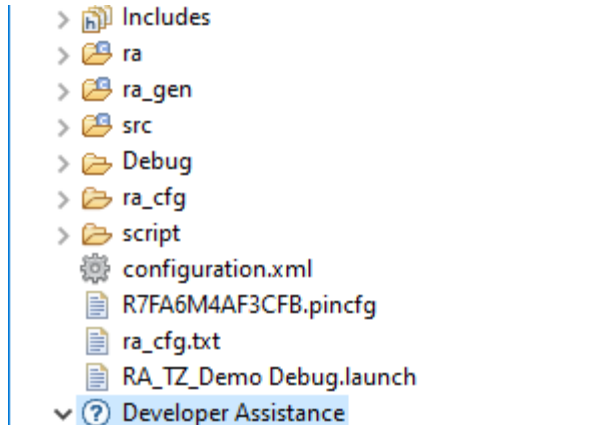 Includes
ra
ra_gen
src
Debug
ra_cfg
script
configuration.xml
R7FA6M4AF3CFB.pincfg
ra_cfg.txt
RA_TZ_Demo Debug.launch
Developer Assistance